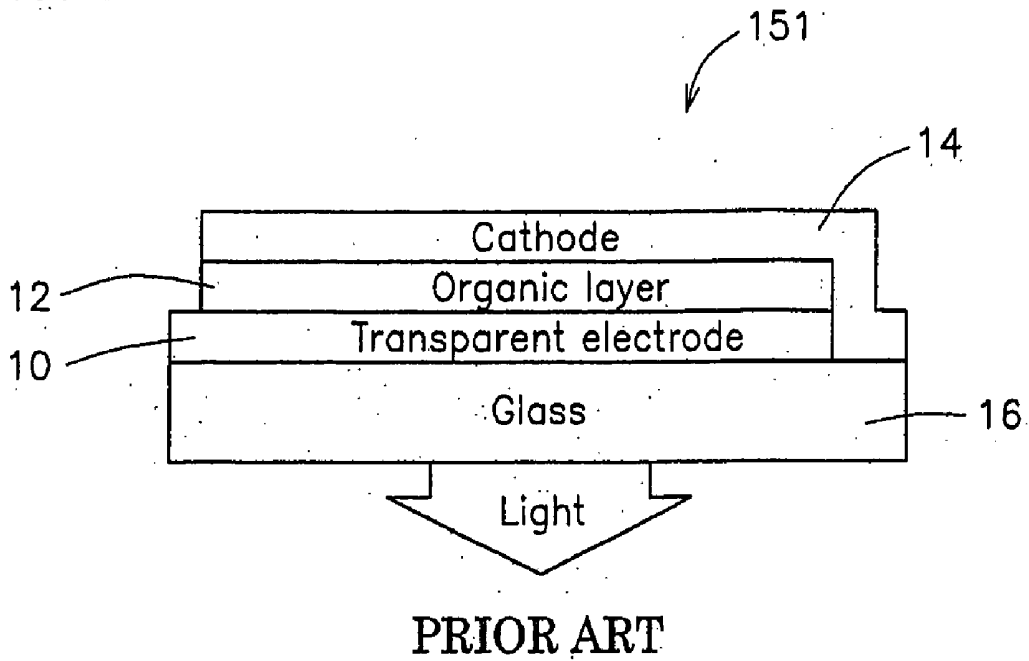 151
14
Cathode
12
Organic layer
10
Transparent electrode
Glass
16
Light
PRIOR ART